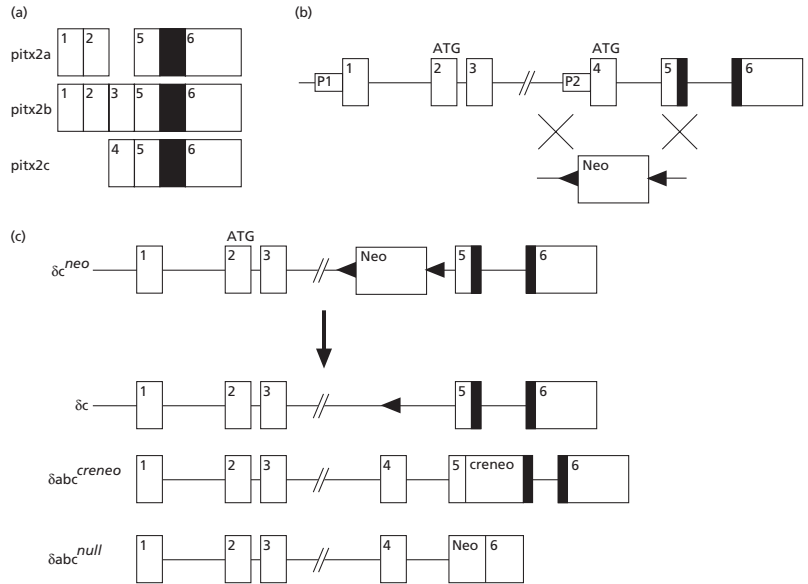 (a)
1 2 5 6
pitx2a
1 2 3 5 6
pitx2b
4 5 6
pitx2c
(b)
ATG ATG
P1 1 2 3 P2 4 5 6
Neo
(c)
ATG
δc neo 1 2 3 Neo 5 6
δc 1 2 3 5 6
δabc creneo 1 2 3 4 5 creneo 6
δabc null 1 2 3 4 Neo 6